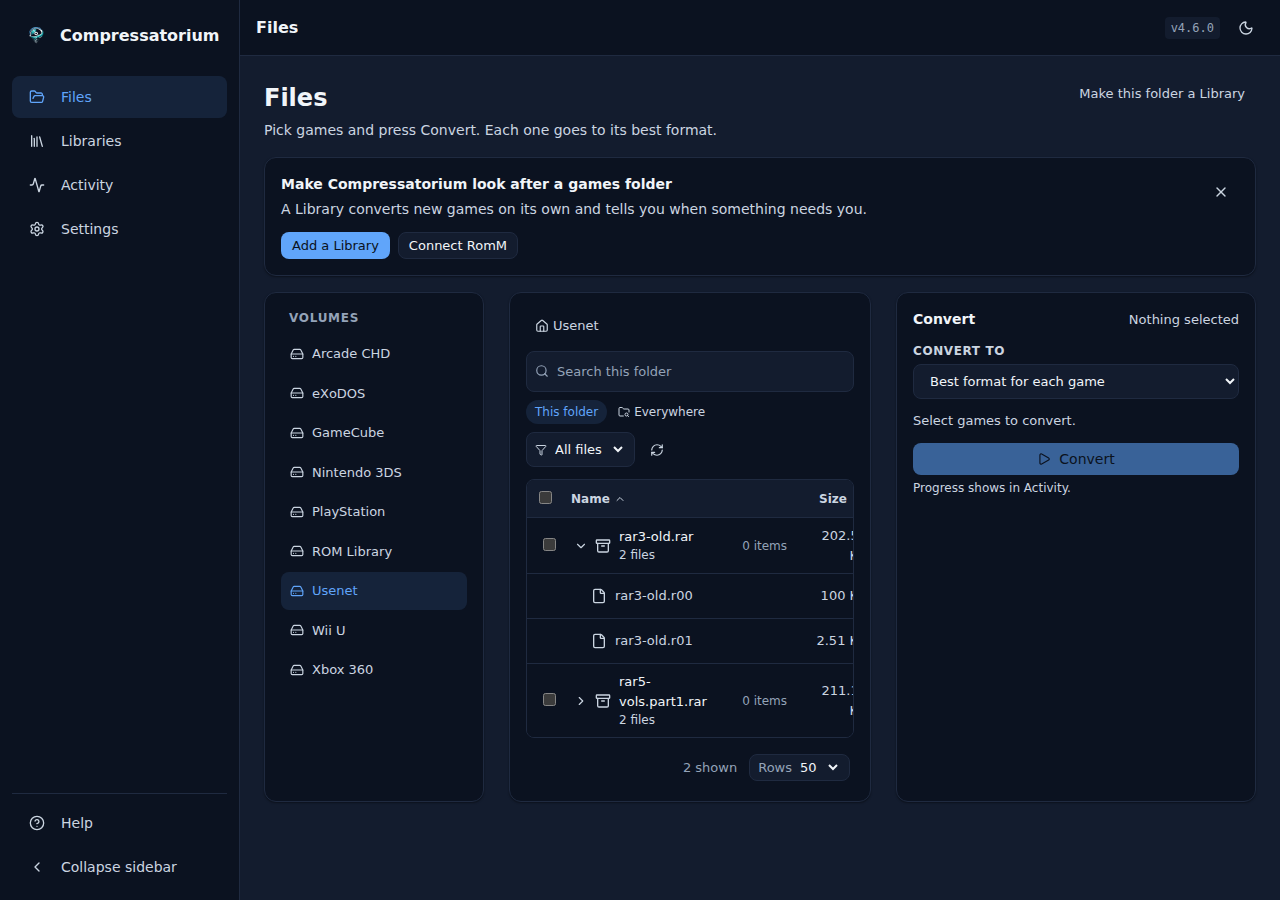 Compressatorium
Files
Libraries
Activity
Settings
Help
Collapse sidebar
Files
v4.6.0
Files
Make this folder a Library
Pick games and press Convert. Each one goes to its best format.
Make Compressatorium look after a games folder
A Library converts new games on its own and tells you when something needs you.
Add a Library
Connect RomM
VOLUMES
Arcade CHD
eXoDOS
GameCube
Nintendo 3DS
PlayStation
ROM Library
Usenet
Wii U
Xbox 360
Usenet
Search this folder
This folder
Everywhere
All files
Name
Size
rar3-old.rar
2 files
0 items
rar3-old.r00
100
rar3-old.r01
2.51
rar5-
vols.part1.rar
2 files
0 items
2 shown
Rows 50
Convert
Nothing selected
CONVERT TO
Best format for each game
Select games to convert.
Convert
Progress shows in Activity.